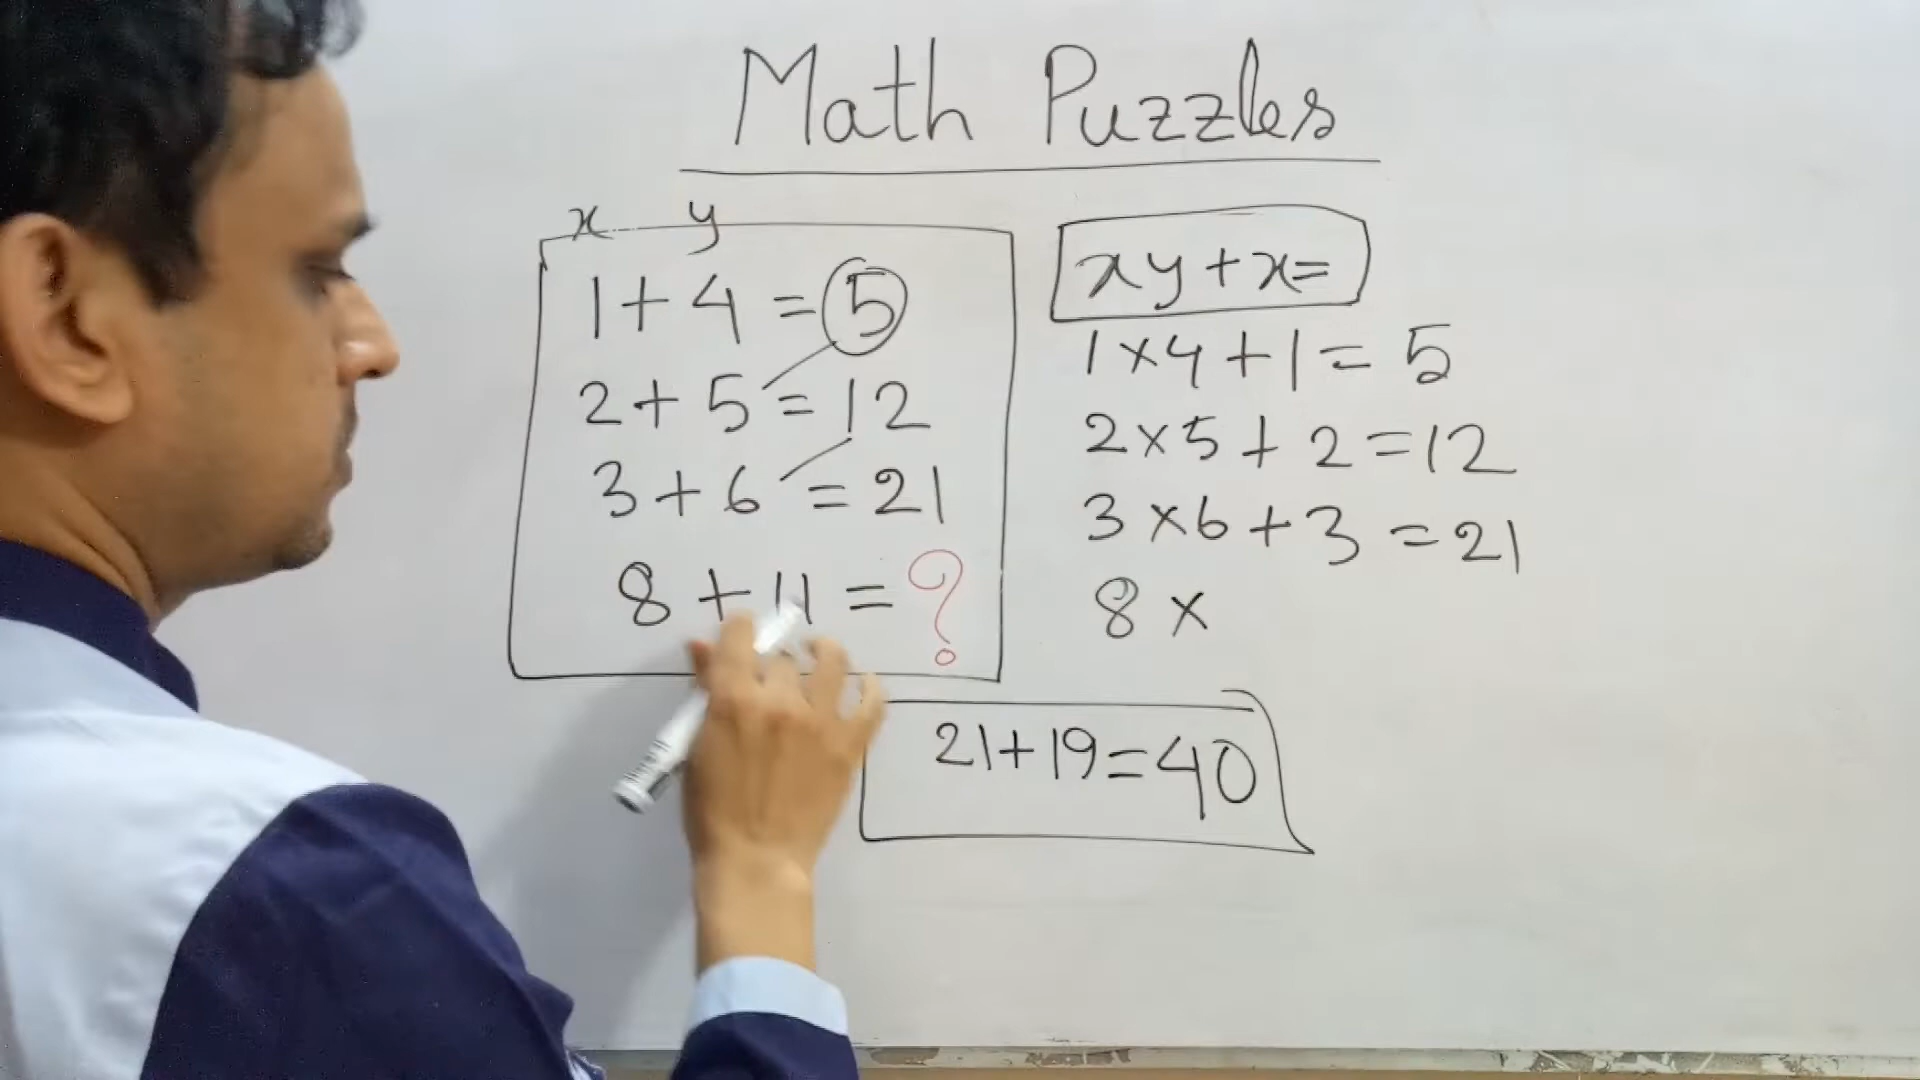 Math Puzzles
x y
1 + 4 = 5
2 + 5 = 12
3 + 6 = 21
8 + 11 = ?
xy + x =
1 × 4 + 1 = 5
2 × 5 + 2 = 12
3 × 6 + 3 = 21
8 ×
21 + 19 = 40